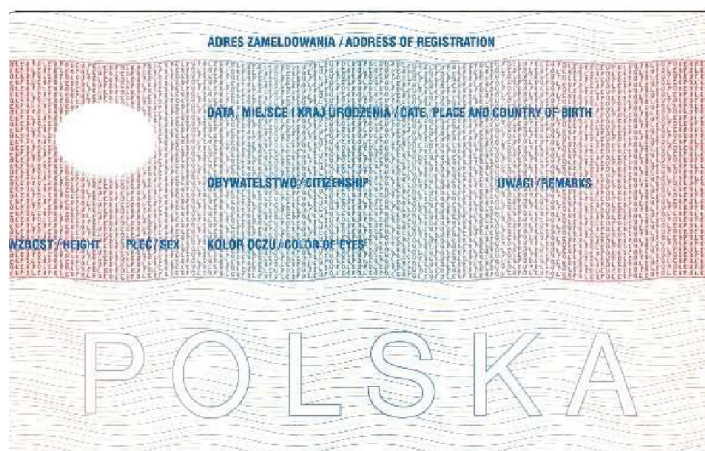 ADRES ZAMELDOWANIA / ADDRESS OF REGISTRATION
DATA, MIEJSCE I KRAJ URODZENIA / DATE, PLACE AND COUNTRY OF BIRTH
OBYWATELSTWO / CITIZENSHIP UWAGI / REMARKS
WZROST / HEIGHT PŁEĆ / SEX KOLOR OCZU / COLOR OF EYES
POLSKA